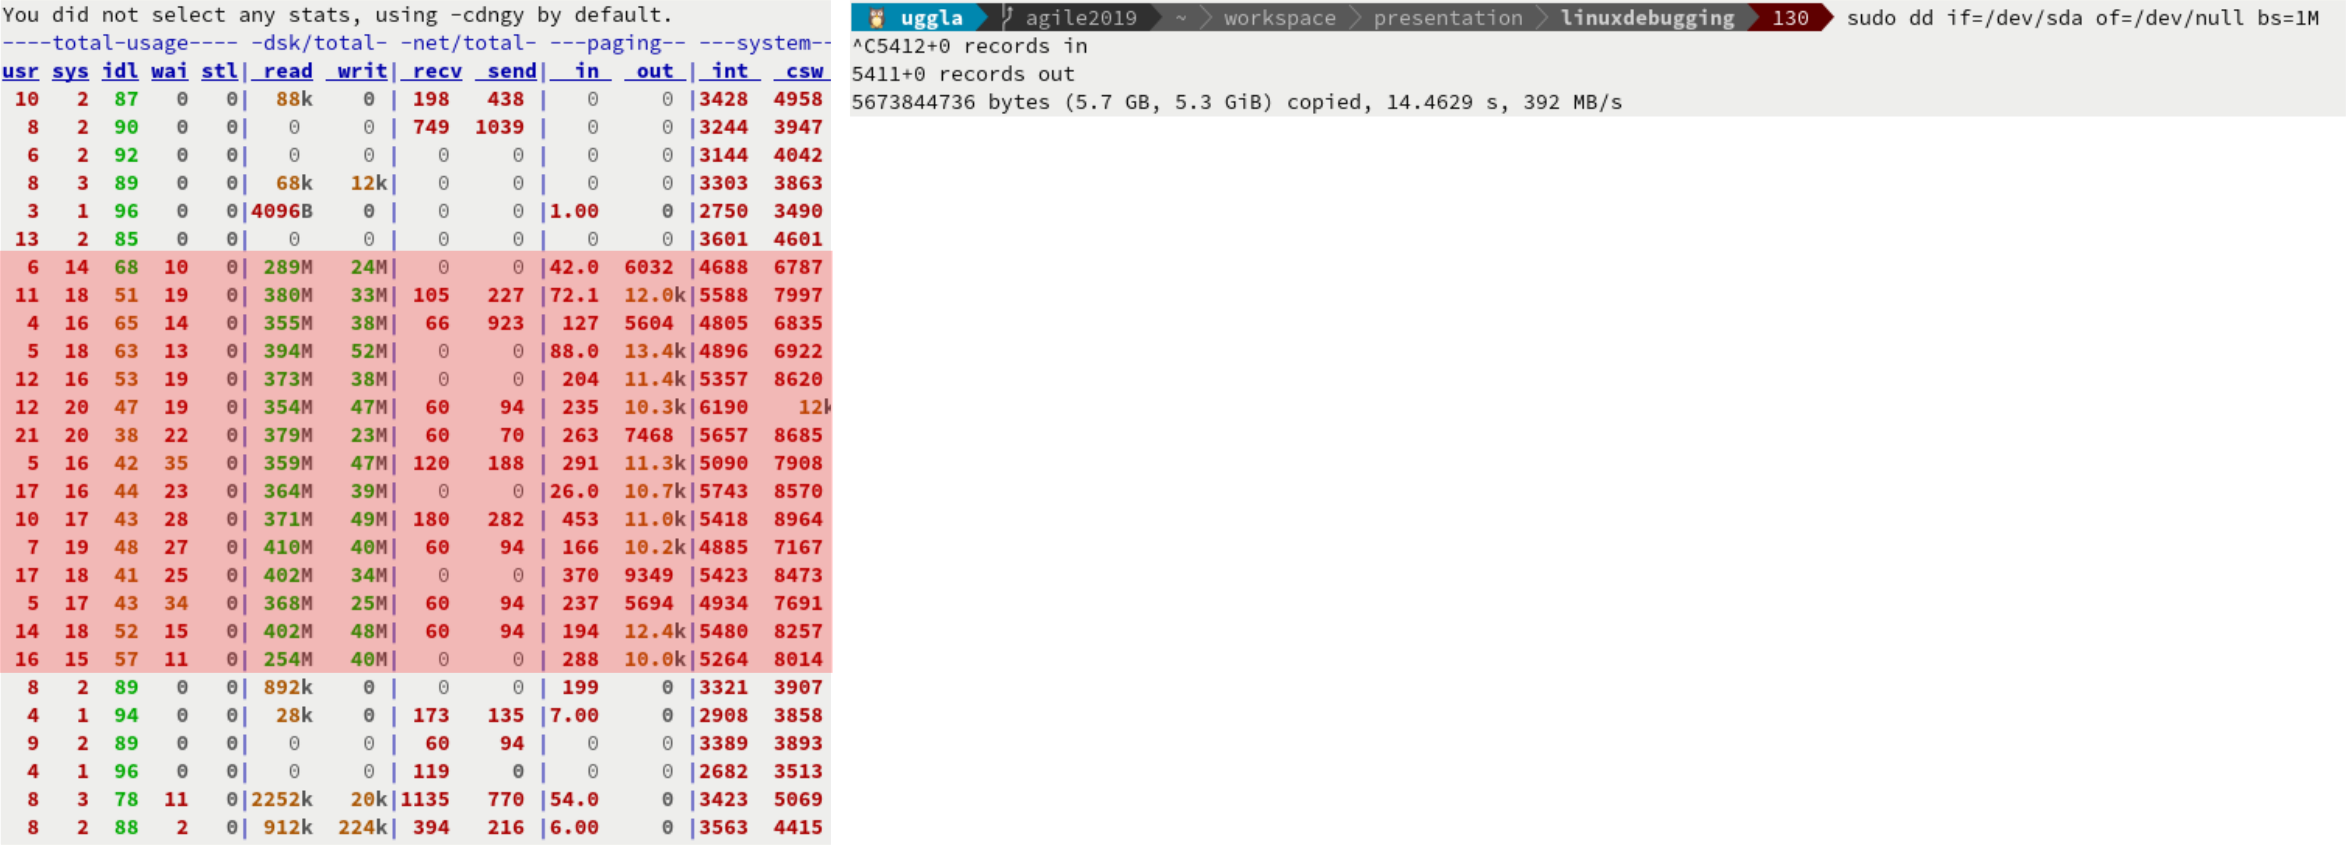 You did not select any stats, using -cdngy by default.
----total-usage---- -dsk/total- -net/total- ---paging-- ---system--
usr sys idl wai stl| read  writ| recv  send|  in   out | int   csw
 10   2  87   0   0|  88k    0 | 198   438 |   0     0 |3428  4958
  8   2  90   0   0|   0     0 | 749  1039 |   0     0 |3244  3947
  6   2  92   0   0|   0     0 |   0     0 |   0     0 |3144  4042
  8   3  89   0   0|  68k   12k|   0     0 |   0     0 |3303  3863
  3   1  96   0   0|4096B    0 |   0     0 |1.00     0 |2750  3490
 13   2  85   0   0|   0     0 |   0     0 |   0     0 |3601  4601
  6  14  68  10   0| 289M   24M|   0     0 |42.0  6032 |4688  6787
 11  18  51  19   0| 380M   33M| 105   227 |72.1  12.0k|5588  7997
  4  16  65  14   0| 355M   38M|  66   923 | 127  5604 |4805  6835
  5  18  63  13   0| 394M   52M|   0     0 |88.0  13.4k|4896  6922
 12  16  53  19   0| 373M   38M|   0     0 | 204  11.4k|5357  8620
 12  20  47  19   0| 354M   47M|  60    94 | 235  10.3k|6190    12k
 21  20  38  22   0| 379M   23M|  60    70 | 263  7468 |5657  8685
  5  16  42  35   0| 359M   47M| 120   188 | 291  11.3k|5090  7908
 17  16  44  23   0| 364M   39M|   0     0 |26.0  10.7k|5743  8570
 10  17  43  28   0| 371M   49M| 180   282 | 453  11.0k|5418  8964
  7  19  48  27   0| 410M   40M|  60    94 | 166  10.2k|4885  7167
 17  18  41  25   0| 402M   34M|   0     0 | 370  9349 |5423  8473
  5  17  43  34   0| 368M   25M|  60    94 | 237  5694 |4934  7691
 14  18  52  15   0| 402M   48M|  60    94 | 194  12.4k|5480  8257
 16  15  57  11   0| 254M   40M|   0     0 | 288  10.0k|5264  8014
  8   2  89   0   0| 892k    0 |   0     0 | 199     0 |3321  3907
  4   1  94   0   0|  28k    0 | 173   135 |7.00     0 |2908  3858
  9   2  89   0   0|   0     0 |  60    94 |   0     0 |3389  3893
  4   1  96   0   0|   0     0 | 119     0 |   0     0 |2682  3513
  8   3  78  11   0|2252k   20k|1135   770 |54.0     0 |3423  5069
  8   2  88   2   0| 912k  224k| 394   216 |6.00     0 |3563  4415
uggla agile2019 ~ workspace presentation linuxdebugging 130 sudo dd if=/dev/sda of=/dev/null bs=1M
^C5412+0 records in
5411+0 records out
5673844736 bytes (5.7 GB, 5.3 GiB) copied, 14.4629 s, 392 MB/s